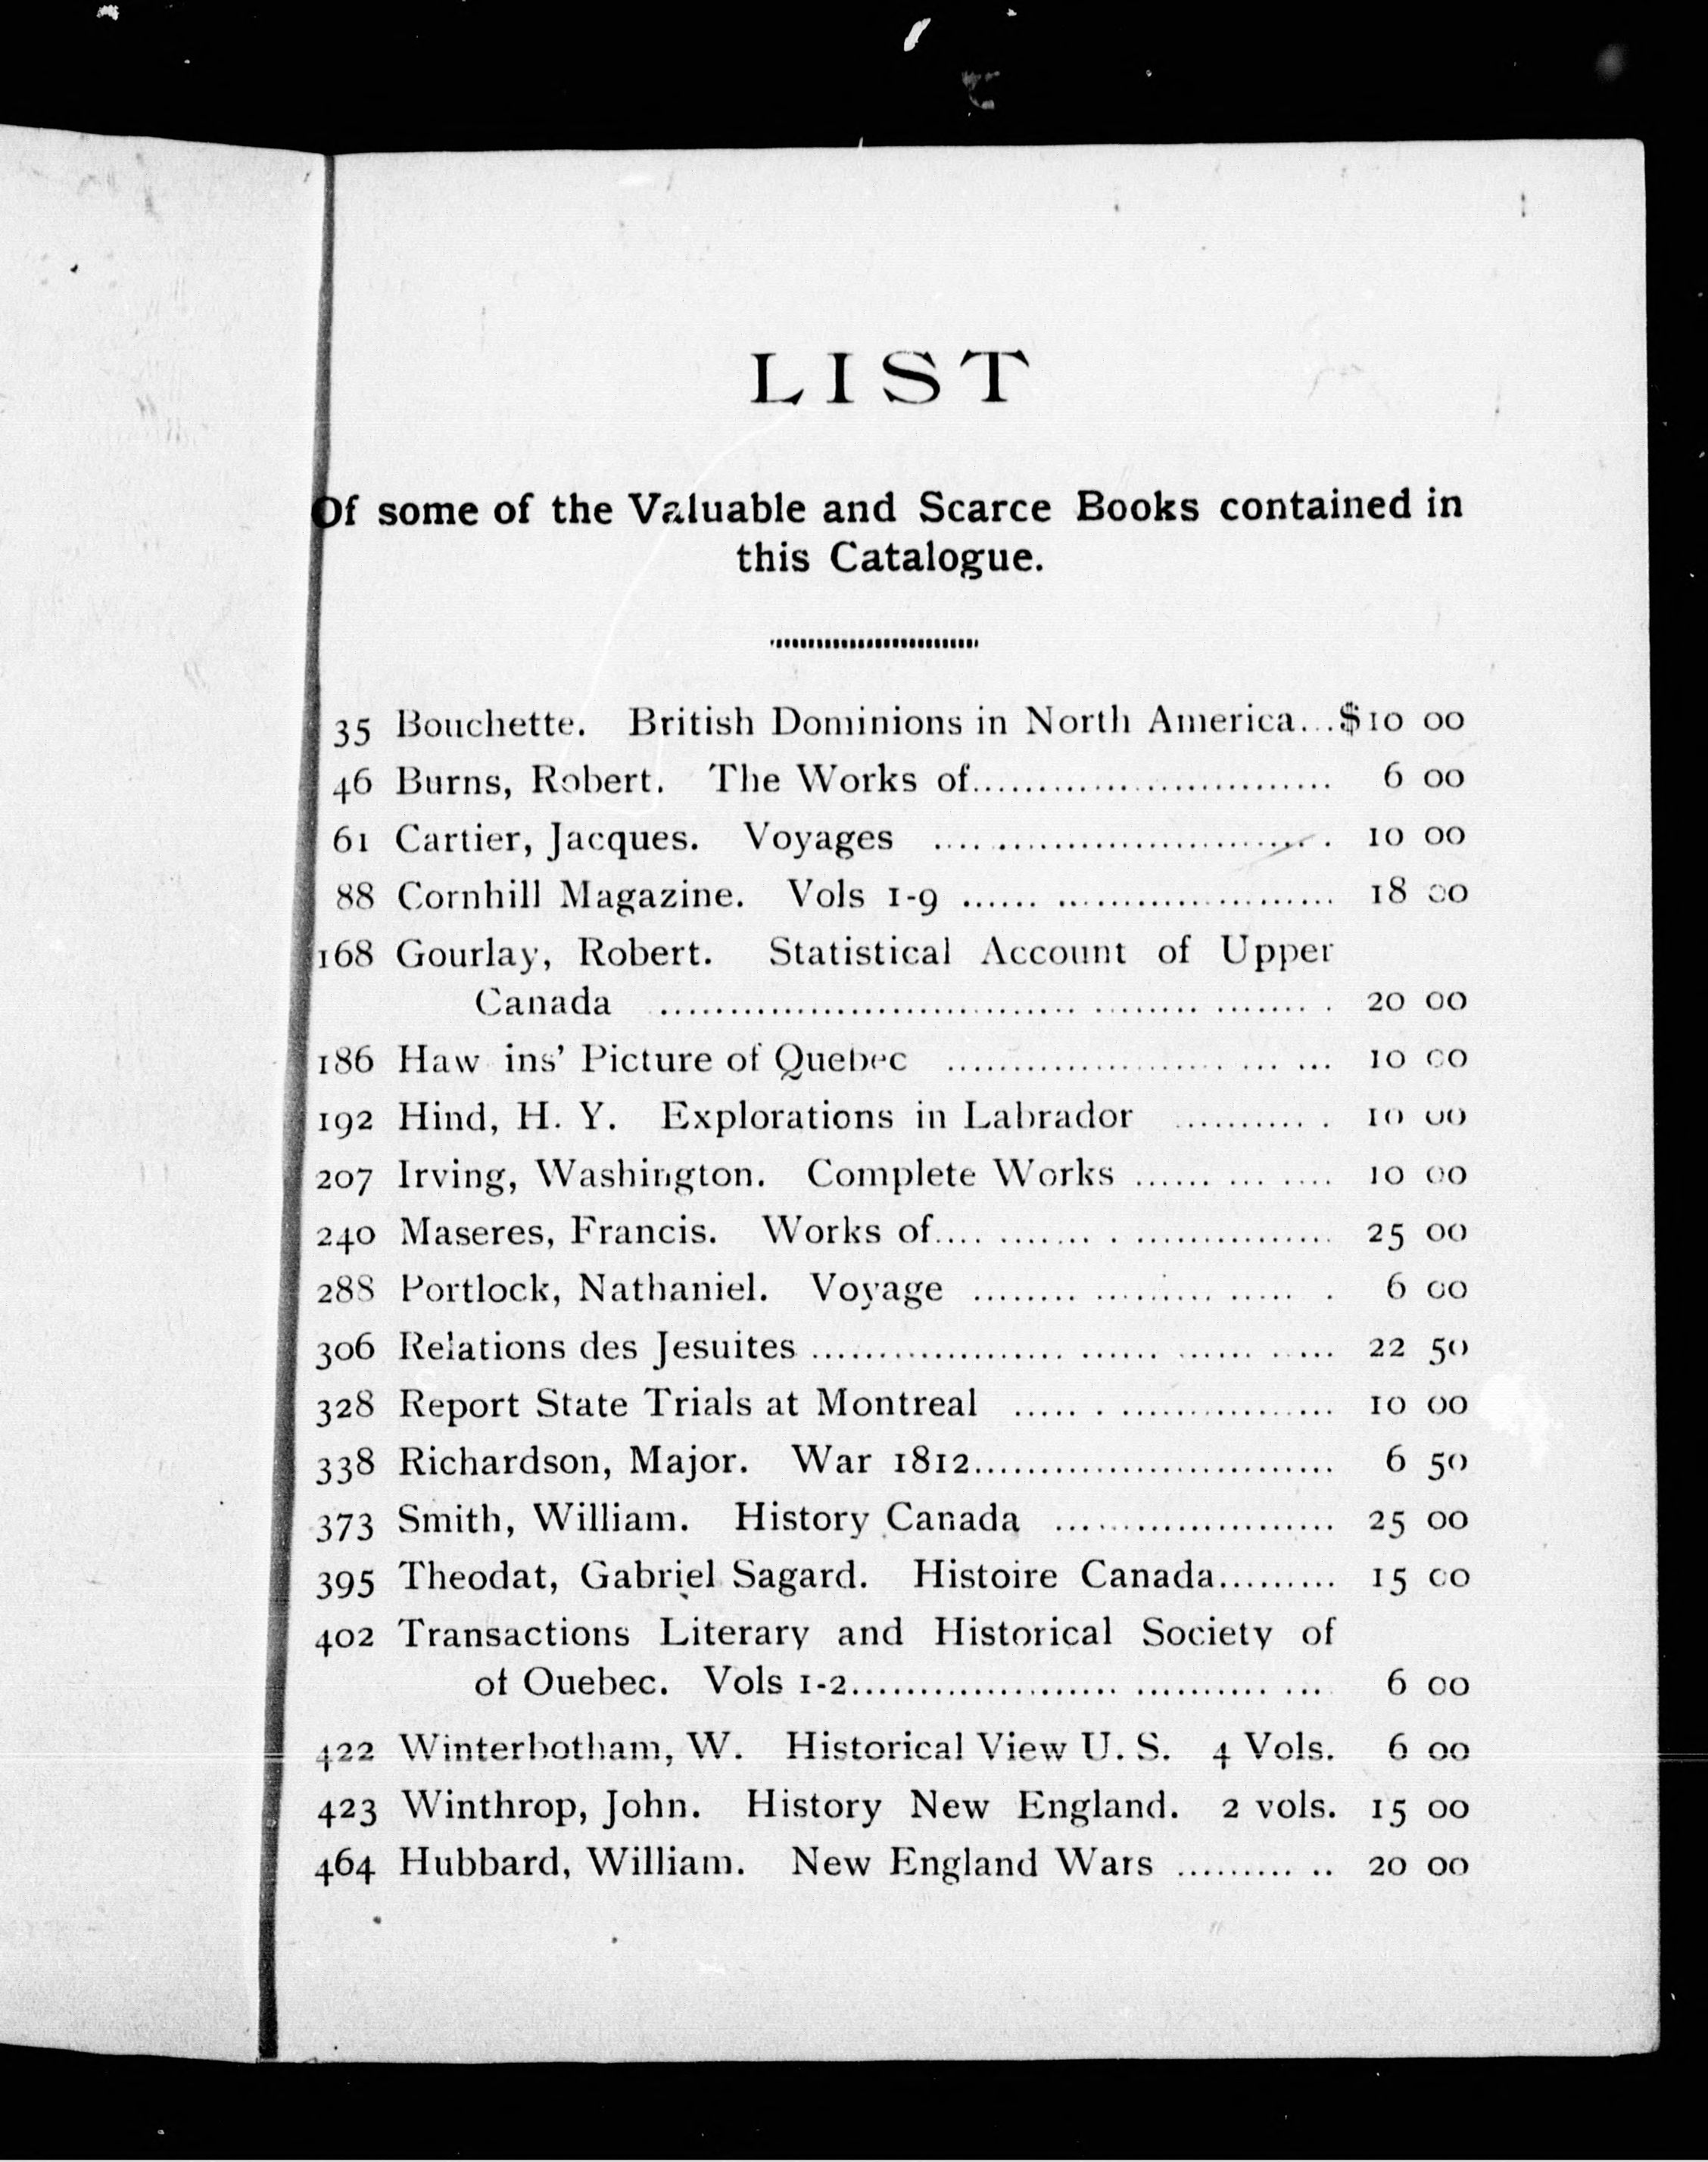 LIST
Of some of the Valuable and Scarce Books contained in
this Catalogue.
35 Bouchette. British Dominions in North America...$10 00
46 Burns, Robert. The Works of........................... 6 00
61 Cartier, Jacques. Voyages ............................. 10 00
88 Cornhill Magazine. Vols 1-9 ........................... 18 00
168 Gourlay, Robert. Statistical Account of Upper
Canada ................................................ 20 00
186 Haw ins' Picture of Quebec ........................... 10 00
192 Hind, H. Y. Explorations in Labrador ........... 10 00
207 Irving, Washington. Complete Works ...... ... .... 10 00
240 Maseres, Francis. Works of.... ....... . ............... 25 00
288 Portlock, Nathaniel. Voyage ........ ......... ..... . 6 00
306 Relations des Jesuites ................... ...... ...... ..... 22 50
328 Report State Trials at Montreal ..... . ................ 10 00
338 Richardson, Major. War 1812........................... 6 50
373 Smith, William. History Canada ..................... 25 00
395 Theodat, Gabriel Sagard. Histoire Canada......... 15 00
402 Transactions Literary and Historical Society of
of Quebec. Vols 1-2.................... .......... ... 6 00
422 Winterbotham, W. Historical View U. S. 4 Vols. 6 00
423 Winthrop, John. History New England. 2 vols. 15 00
464 Hubbard, William. New England Wars ......... .. 20 00